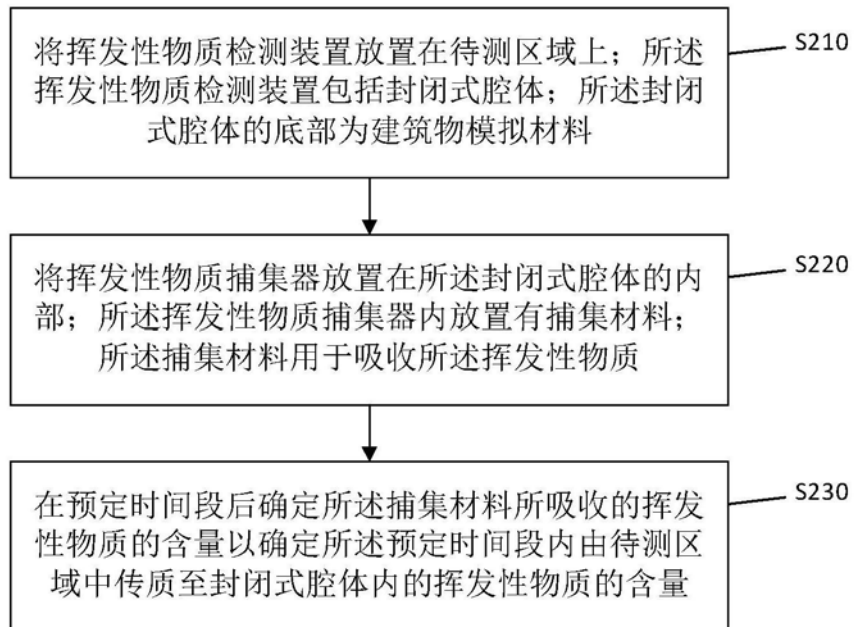 将挥发性物质检测装置放置在待测区域上；所述
挥发性物质检测装置包括封闭式腔体；所述封闭
式腔体的底部为建筑物模拟材料
S210
将挥发性物质捕集器放置在所述封闭式腔体的内
部；所述挥发性物质捕集器内放置有捕集材料；
所述捕集材料用于吸收所述挥发性物质
S220
在预定时间段后确定所述捕集材料所吸收的挥发
性物质的含量以确定所述预定时间段内由待测区
域中传质至封闭式腔体内的挥发性物质的含量
S230